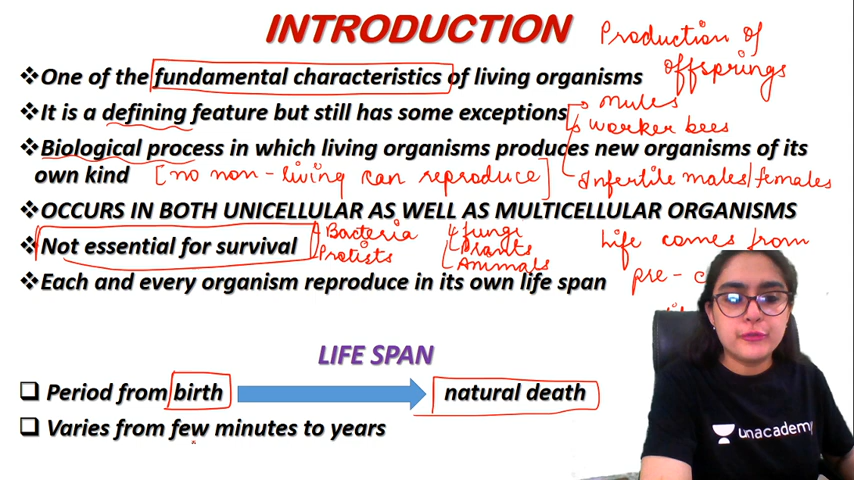 INTRODUCTION
Production of
offsprings
❖One of the fundamental characteristics of living organisms
❖It is a defining feature but still has some exceptions
mules
worker bees
Infertile males/females
❖Biological process in which living organisms produces new organisms of its
own kind [no non-living can reproduce]
❖OCCURS IN BOTH UNICELLULAR AS WELL AS MULTICELLULAR ORGANISMS
Bacteria
Protists
fungi
Plants
Animals
❖Not essential for survival
Life comes from
pre-
❖Each and every organism reproduce in its own life span
LIFE SPAN
❑ Period from birth natural death
❑ Varies from few minutes to years
unacademy